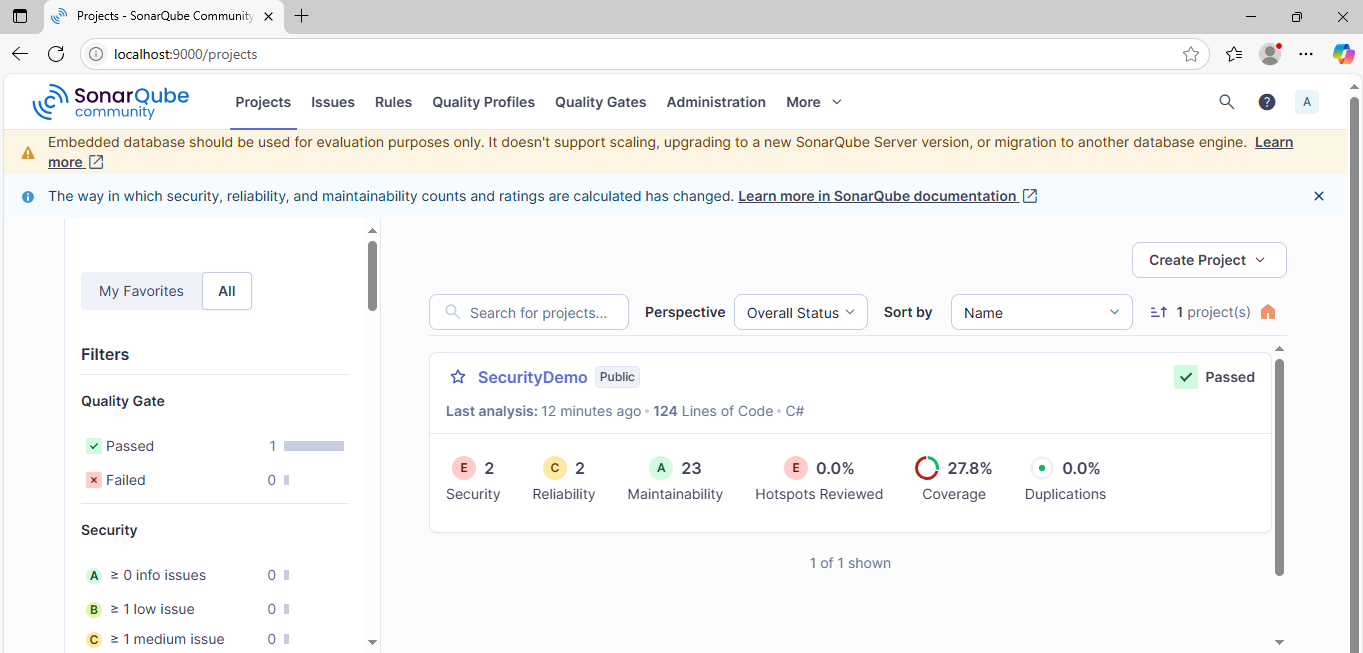 Projects - SonarQube Community
localhost:9000/projects
SonarQube
community
Projects Issues Rules Quality Profiles Quality Gates Administration More ? A
Embedded database should be used for evaluation purposes only. It doesn't support scaling, upgrading to a new SonarQube Server version, or migration to another database engine. Learn
more
The way in which security, reliability, and maintainability counts and ratings are calculated has changed. Learn more in SonarQube documentation
My Favorites All
Filters
Quality Gate
Passed 1
Failed 0
Security
A ≥ 0 info issues 0
B ≥ 1 low issue 0
C ≥ 1 medium issue 0
Create Project
Search for projects... Perspective Overall Status Sort by Name 1 project(s)
SecurityDemo Public Passed
Last analysis: 12 minutes ago • 124 Lines of Code • C#
E 2 C 2 A 23 E 0.0% 27.8% 0.0%
Security Reliability Maintainability Hotspots Reviewed Coverage Duplications
1 of 1 shown